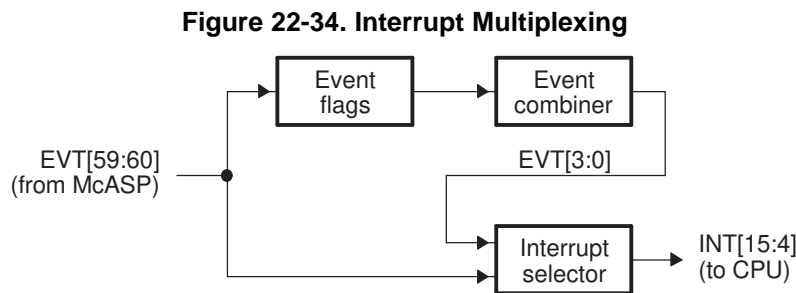 Figure 22-34. Interrupt Multiplexing
Event
flags
Event
combiner
EVT[59:60]
(from McASP)
EVT[3:0]
Interrupt
selector
INT[15:4]
(to CPU)